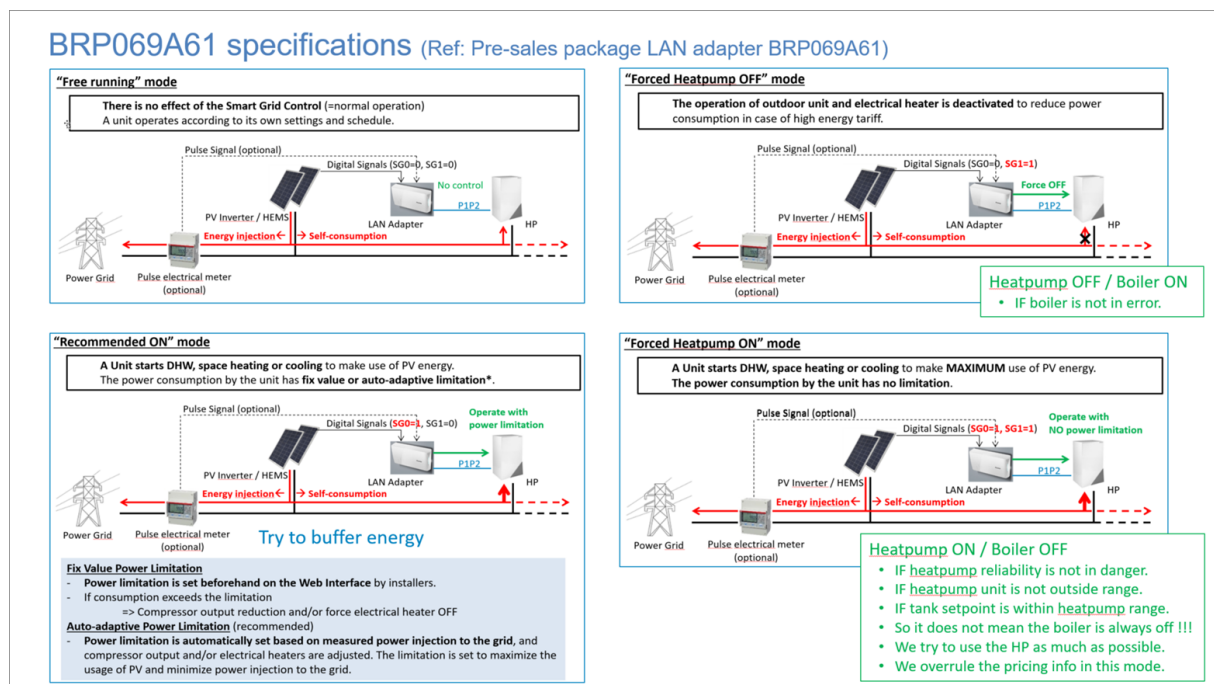 BRP069A61 specifications (Ref: Pre-sales package LAN adapter BRP069A61)
“Free running” mode
There is no effect of the Smart Grid Control (=normal operation)
A unit operates according to its own settings and schedule.
Pulse Signal (optional)
Digital Signals (SG0=0, SG1=0)
No control
P1P2
PV Inverter / HEMS
LAN Adapter
HP
Energy injection ← → Self-consumption
Power Grid
Pulse electrical meter
(optional)
“Forced Heatpump OFF” mode
The operation of outdoor unit and electrical heater is deactivated to reduce power
consumption in case of high energy tariff.
Pulse Signal (optional)
Digital Signals (SG0=0, SG1=1)
Force OFF
P1P2
PV Inverter / HEMS
LAN Adapter
HP
Energy injection ← → Self-consumption
Power Grid
Pulse electrical meter
(optional)
Heatpump OFF / Boiler ON
• IF boiler is not in error.
“Recommended ON” mode
A Unit starts DHW, space heating or cooling to make use of PV energy.
The power consumption by the unit has fix value or auto-adaptive limitation*.
Pulse Signal (optional)
Operate with
power limitation
Digital Signals (SG0=1, SG1=0)
P1P2
PV Inverter / HEMS
LAN Adapter
HP
Energy injection ← → Self-consumption
Power Grid
Pulse electrical meter
(optional)
Try to buffer energy
Fix Value Power Limitation
- Power limitation is set beforehand on the Web Interface by installers.
- If consumption exceeds the limitation
=> Compressor output reduction and/or force electrical heater OFF
Auto-adaptive Power Limitation (recommended)
- Power limitation is automatically set based on measured power injection to the grid, and
compressor output and/or electrical heaters are adjusted. The limitation is set to maximize the
usage of PV and minimize power injection to the grid.
“Forced Heatpump ON” mode
A Unit starts DHW, space heating or cooling to make MAXIMUM use of PV energy.
The power consumption by the unit has no limitation.
Pulse Signal (optional)
Operate with
NO power limitation
Digital Signals (SG0=1, SG1=1)
P1P2
PV Inverter / HEMS
LAN Adapter
HP
Energy injection ← → Self-consumption
Power Grid
Pulse electrical meter
(optional)
Heatpump ON / Boiler OFF
• IF heatpump reliability is not in danger.
• IF heatpump unit is not outside range.
• IF tank setpoint is within heatpump range.
• So it does not mean the boiler is always off !!!
• We try to use the HP as much as possible.
• We overrule the pricing info in this mode.